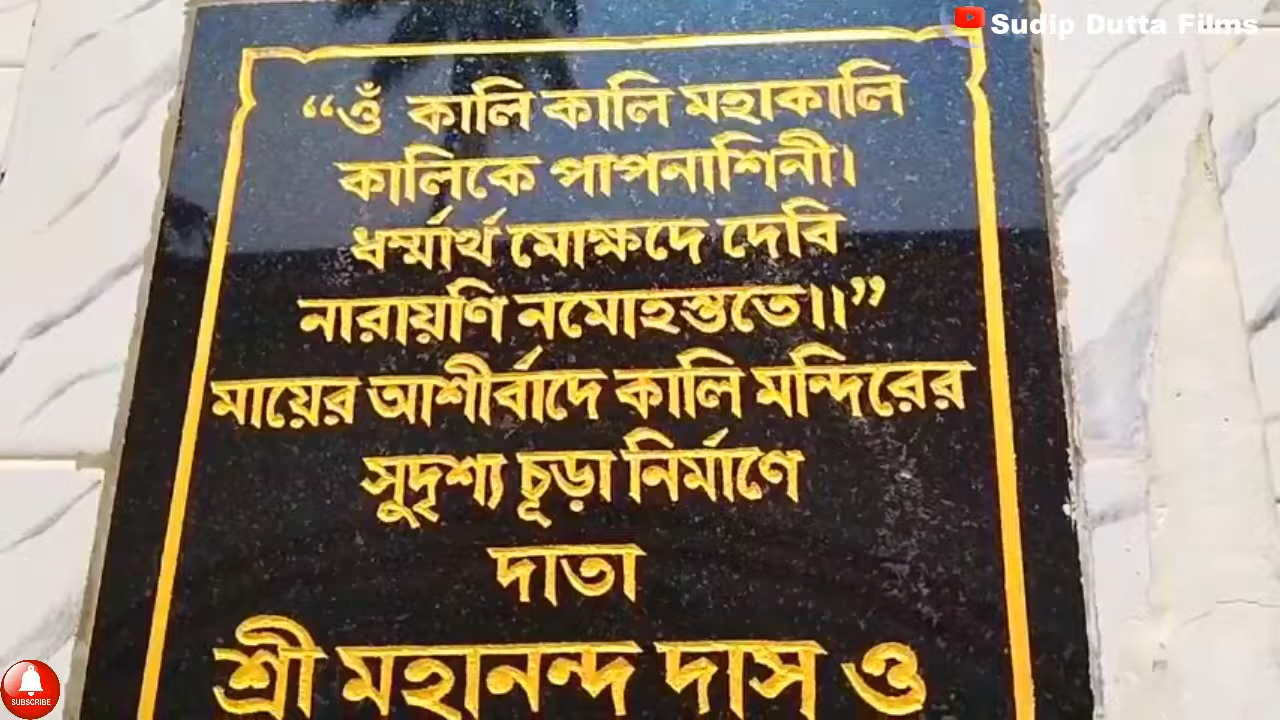 Sudip Dutta Films
“ওঁ কালি কালি মহাকালি
কালিকে পাপনাশিনী।
ধর্ম্মার্থ মোক্ষদে দেবি
নারায়ণি নমোহস্তুতে।।”
মায়ের আশীর্বাদে কালি মন্দিরের
সুদৃশ্য চূড়া নির্মাণে
দাতা
শ্রী মহানন্দ দাস ও
SUBSCRIBE